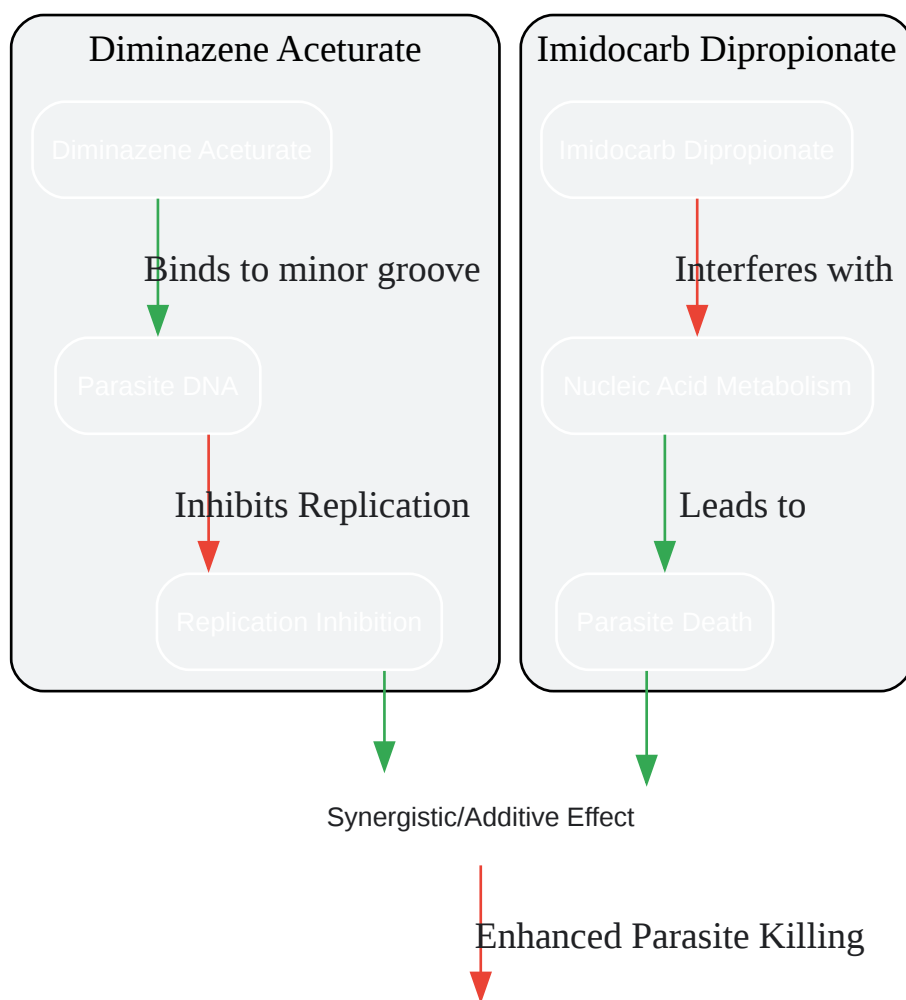 Diminazene Aceturate
Diminazene Aceturate
Binds to minor groove
Parasite DNA
Inhibits Replication
Replication Inhibition
Imidocarb Dipropionate
Imidocarb Dipropionate
Interferes with
Nucleic Acid Metabolism
Leads to
Parasite Death
Synergistic/Additive Effect
Enhanced Parasite Killing